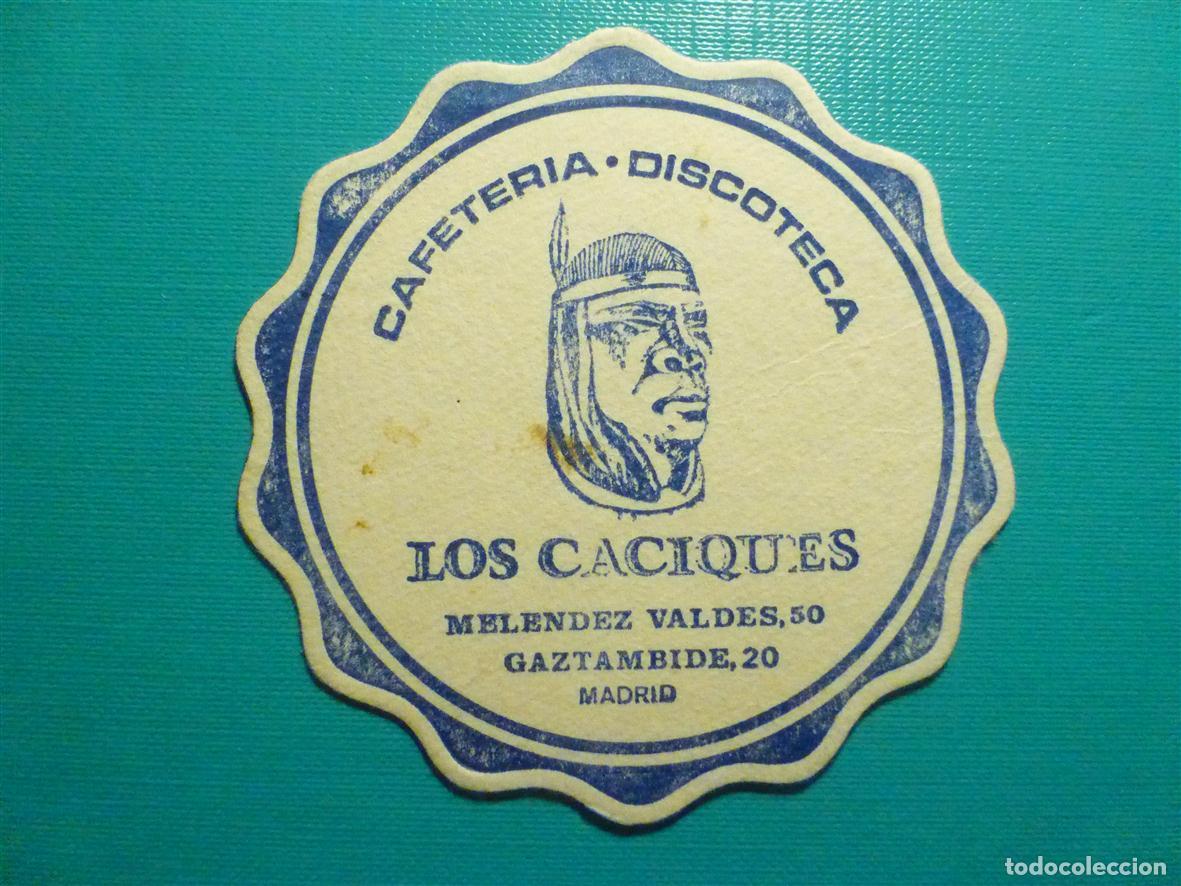 CAFETERIA • DISCOTECA
LOS CACIQUES
MELENDEZ VALDES, 50
GAZTAMBIDE, 20
MADRID
todocoleccion